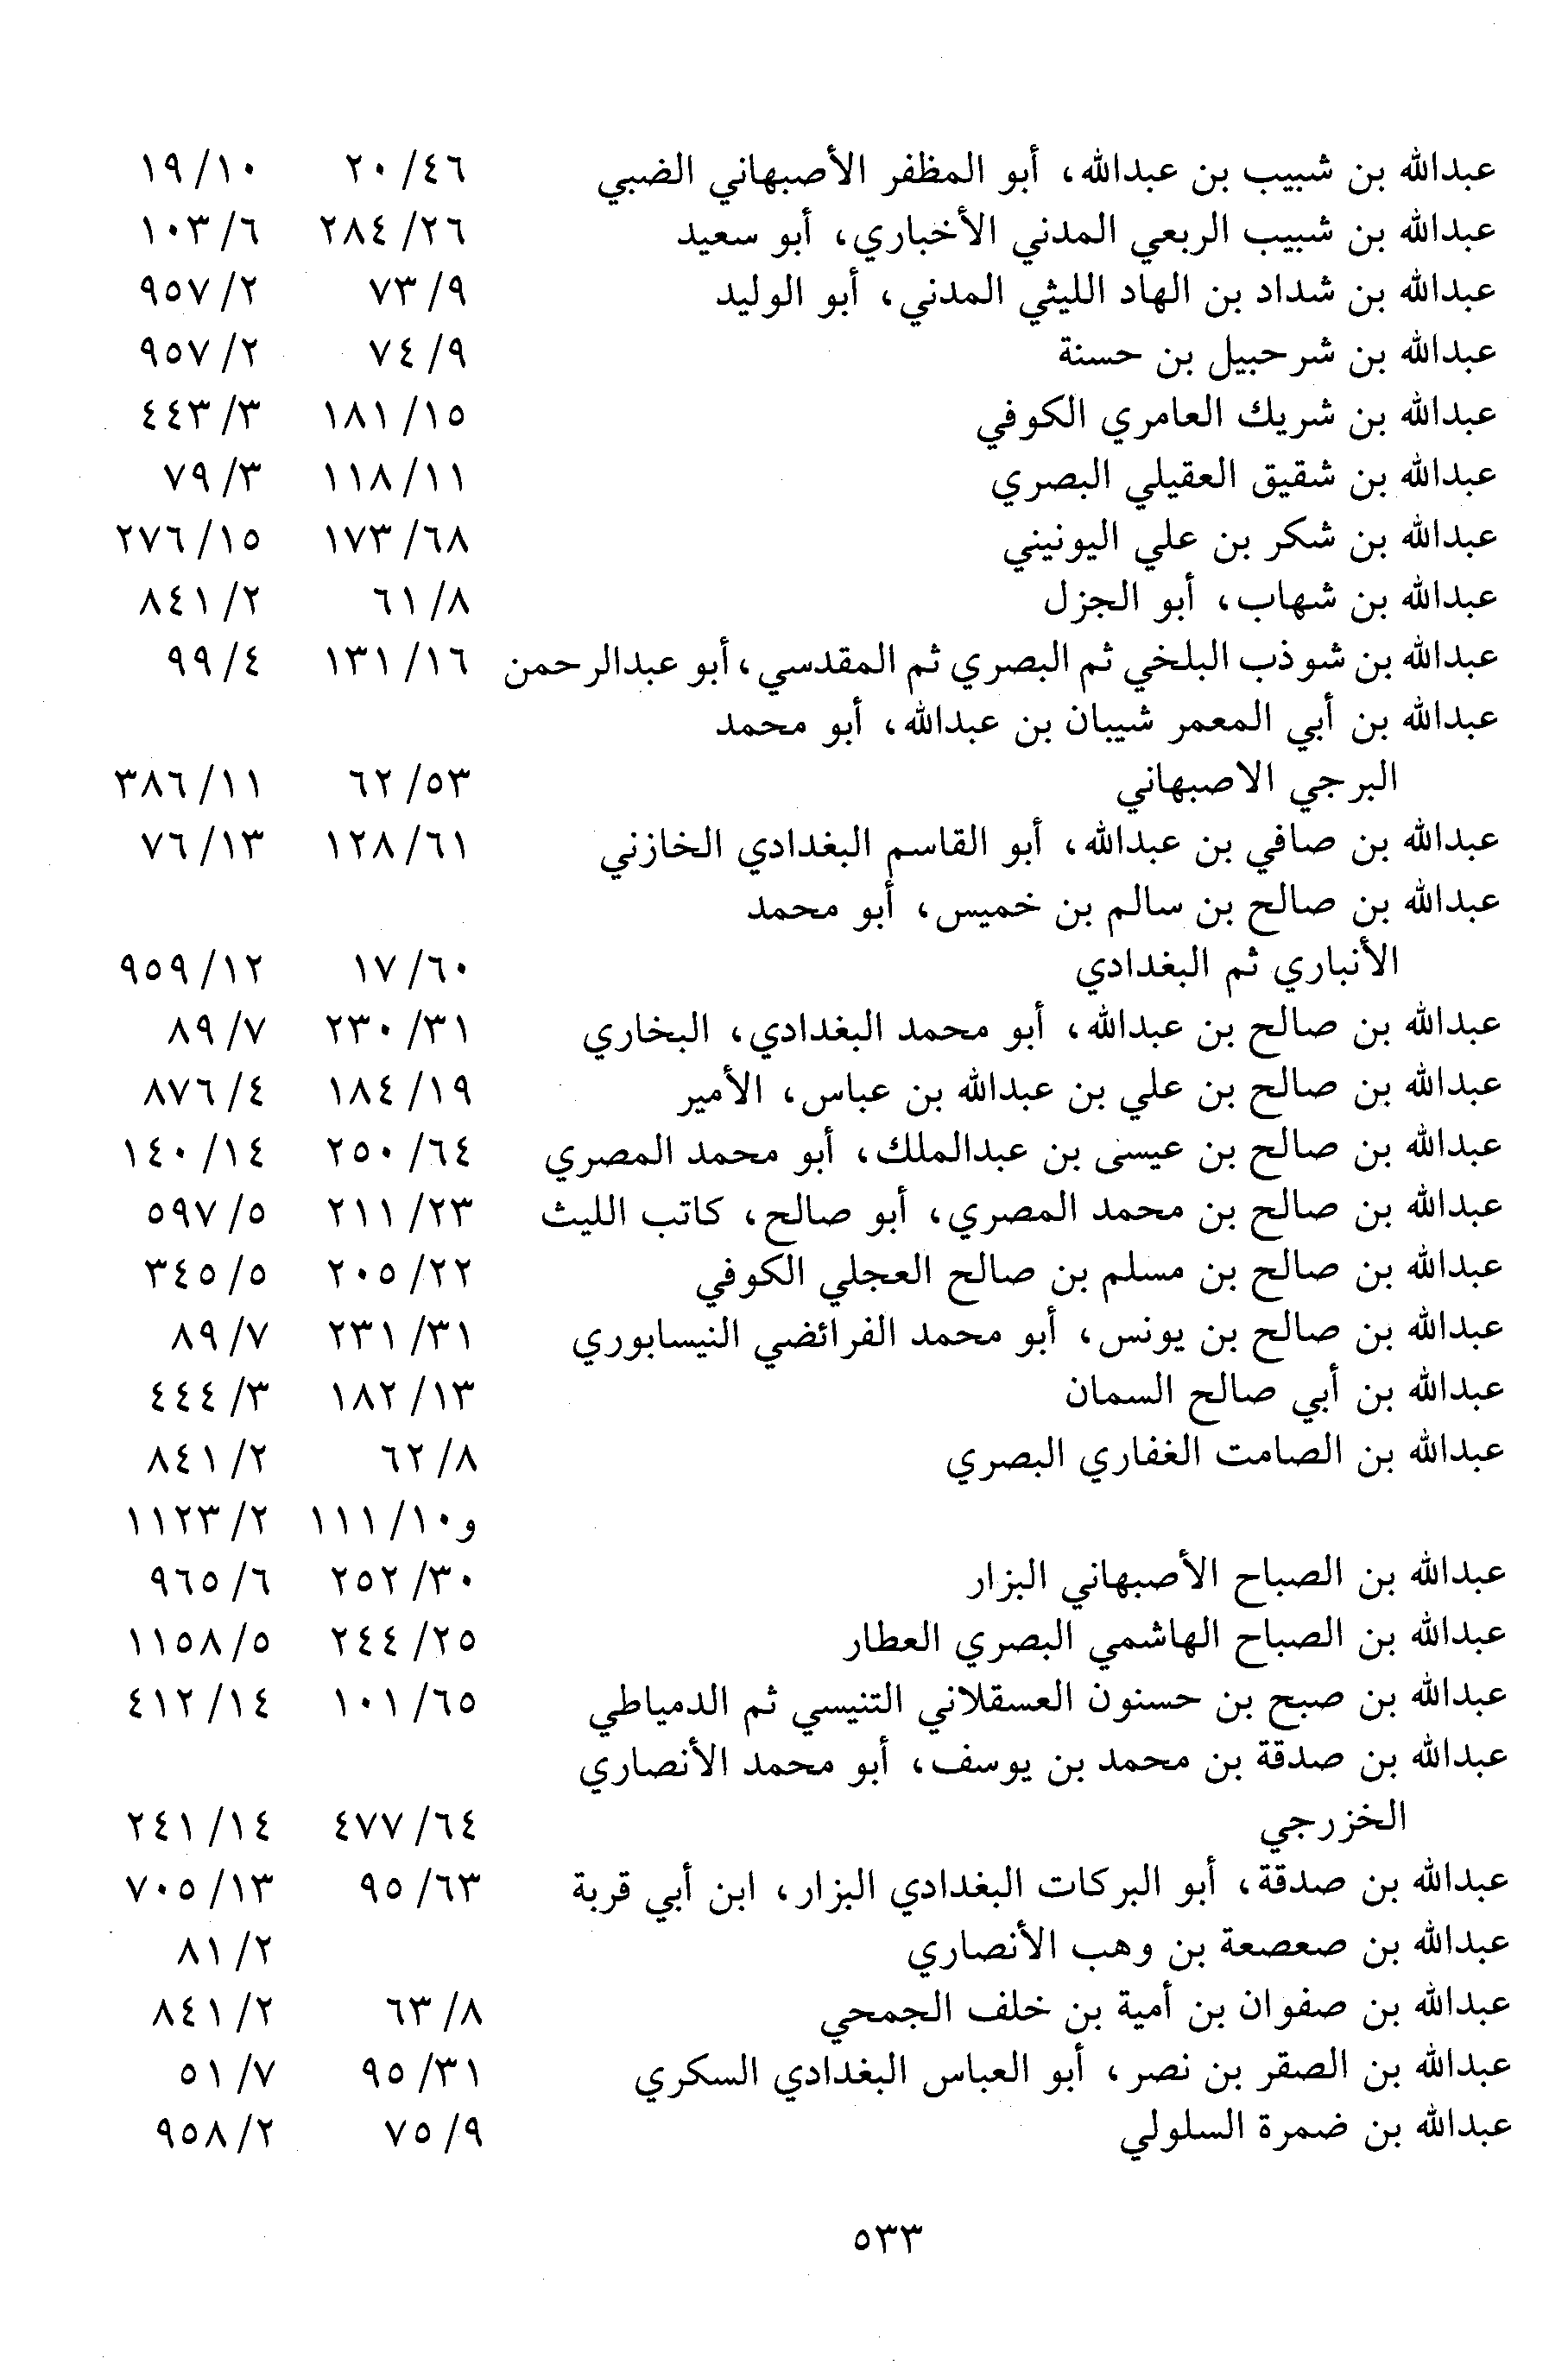 عبدالله بن شبيب بن عبدالله، أبو المظفر الأصبهاني الضبي ٢٠/٤٦ ١٩/١٠
عبدالله بن شبيب الربعي المدني الأخباري، أبو سعيد ٢٨٤/٢٦ ١٠٣/٦
عبدالله بن شداد بن الهاد الليثي المدني، أبو الوليد ٧٣/٩ ٩٥٧/٢
عبدالله بن شرحبيل بن حسنة ٧٤/٩ ٩٥٧/٢
عبدالله بن شريك العامري الكوفي ١٨١/١٥ ٤٤٣/٣
عبدالله بن شقيق العقيلي البصري ١١٨/١١ ٧٩/٣
عبدالله بن شكر بن علي اليونيني ١٧٣/٦٨ ٢٧٦/١٥
عبدالله بن شهاب، أبو الجزل ٦١/٨ ٨٤١/٢
عبدالله بن شوذب البلخي ثم البصري ثم المقدسي، أبو عبدالرحمن ١٣١/١٦ ٩٩/٤
عبدالله بن أبي المعمر شيبان بن عبدالله، أبو محمد
البرجي الاصبهاني ٦٢/٥٣ ٣٨٦/١١
عبدالله بن صافي بن عبدالله، أبو القاسم البغدادي الخازني ١٢٨/٦١ ٧٦/١٣
عبدالله بن صالح بن سالم بن خميس، أبو محمد
الأنباري ثم البغدادي ١٧/٦٠ ٩٥٩/١٢
عبدالله بن صالح بن عبدالله، أبو محمد البغدادي، البخاري ٢٣٠/٣١ ٨٩/٧
عبدالله بن صالح بن علي بن عبدالله بن عباس، الأمير ١٨٤/١٩ ٨٧٦/٤
عبدالله بن صالح بن عيسى بن عبدالملك، أبو محمد المصري ٢٥٠/٦٤ ١٤٠/١٤
عبدالله بن صالح بن محمد المصري، أبو صالح، كاتب الليث ٢١١/٢٣ ٥٩٧/٥
عبدالله بن صالح بن مسلم بن صالح العجلي الكوفي ٢٠٥/٢٢ ٣٤٥/٥
عبدالله بن صالح بن يونس، أبو محمد الفرائضي النيسابوري ٢٣١/٣١ ٨٩/٧
عبدالله بن أبي صالح السمان ١٨٢/١٣ ٤٤٤/٣
عبدالله بن الصامت الغفاري البصري ٦٢/٨ ٨٤١/٢
و١١١/١٠ ١١٢٣/٢
عبدالله بن الصباح الأصبهاني البزار ٢٥٢/٣٠ ٩٦٥/٦
عبدالله بن الصباح الهاشمي البصري العطار ٢٤٤/٢٥ ١١٥٨/٥
عبدالله بن صبح بن حسنون العسقلاني التنيسي ثم الدمياطي ١٠١/٦٥ ٤١٢/١٤
عبدالله بن صدقة بن محمد بن يوسف، أبو محمد الأنصاري
الخزرجي ٤٧٧/٦٤ ٢٤١/١٤
عبدالله بن صدقة، أبو البركات البغدادي البزار، ابن أبي قربة ٩٥/٦٣ ٧٠٥/١٣
عبدالله بن صعصعة بن وهب الأنصاري ٨١/٢
عبدالله بن صفوان بن أمية بن خلف الجمحي ٦٣/٨ ٨٤١/٢
عبدالله بن الصقر بن نصر، أبو العباس البغدادي السكري ٩٥/٣١ ٥١/٧
عبدالله بن ضمرة السلولي ٧٥/٩ ٩٥٨/٢
٥٣٣